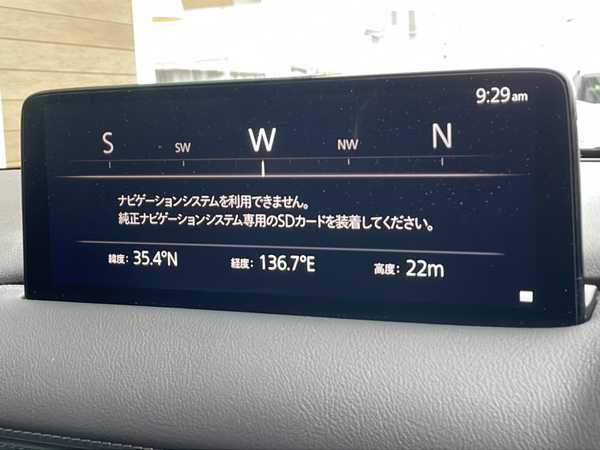 9:29am
S SW W NW N
ナビゲーションシステムを利用できません。
純正ナビゲーションシステム専用のSDカードを装着してください。
緯度: 35.4°N 経度: 136.7°E 高度: 22m